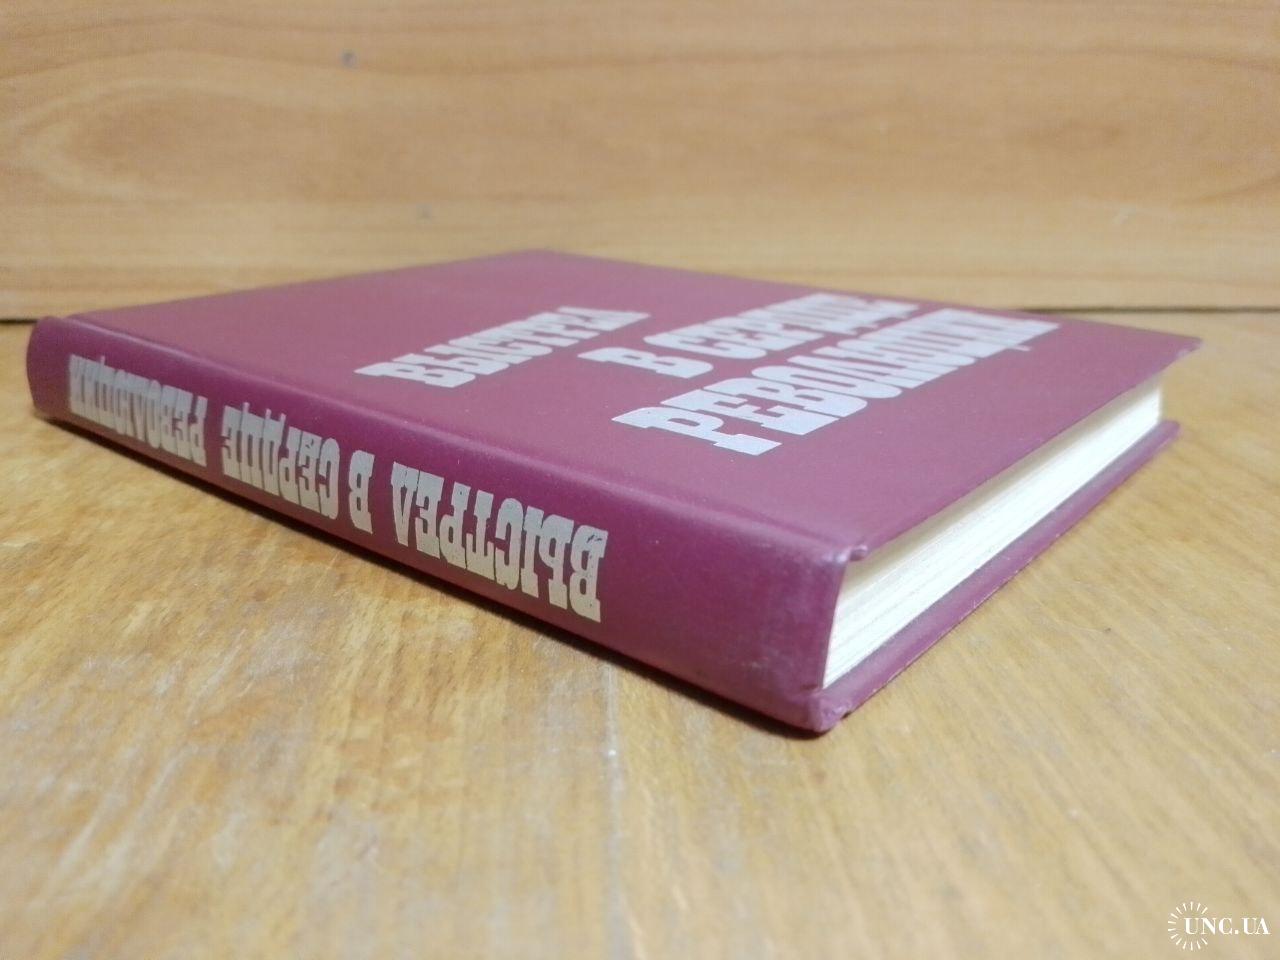 ВЫСТРЕЛ
В СЕРДЦЕ
РЕВОЛЮЦИИ
ВЫСТРЕЛ В СЕРДЦЕ РЕВОЛЮЦИИ
UNC.UA